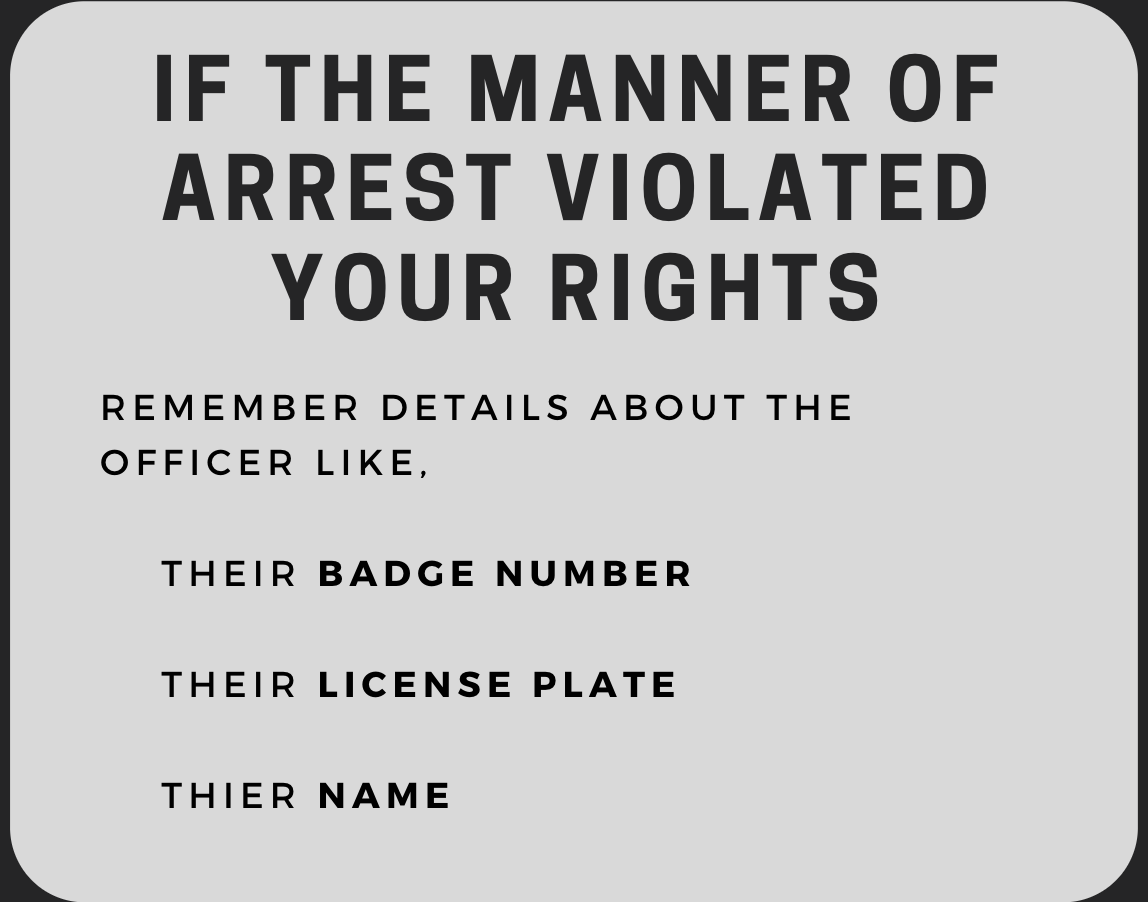 IF THE MANNER OF
ARREST VIOLATED
YOUR RIGHTS
REMEMBER DETAILS ABOUT THE
OFFICER LIKE,
THEIR BADGE NUMBER
THEIR LICENSE PLATE
THIER NAME